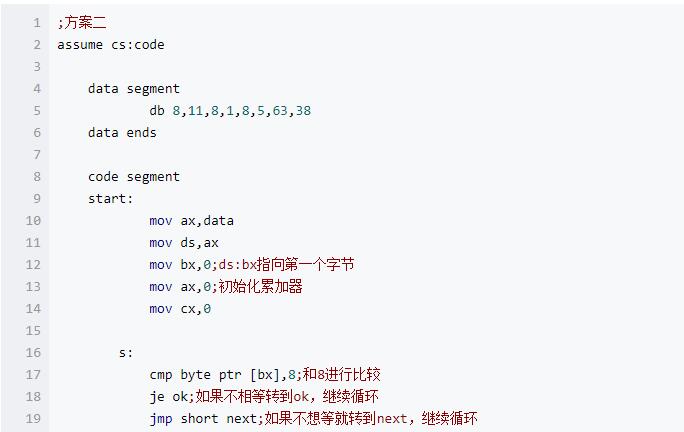 1 ;方案二
2 assume cs:code
3
4 data segment
5 db 8,11,8,1,8,5,63,38
6 data ends
7
8 code segment
9 start:
10 mov ax,data
11 mov ds,ax
12 mov bx,0;ds:bx指向第一个字节
13 mov ax,0;初始化累加器
14 mov cx,0
15
16 s:
17 cmp byte ptr [bx],8;和8进行比较
18 je ok;如果不相等转到ok，继续循环
19 jmp short next;如果不想等就转到next，继续循环